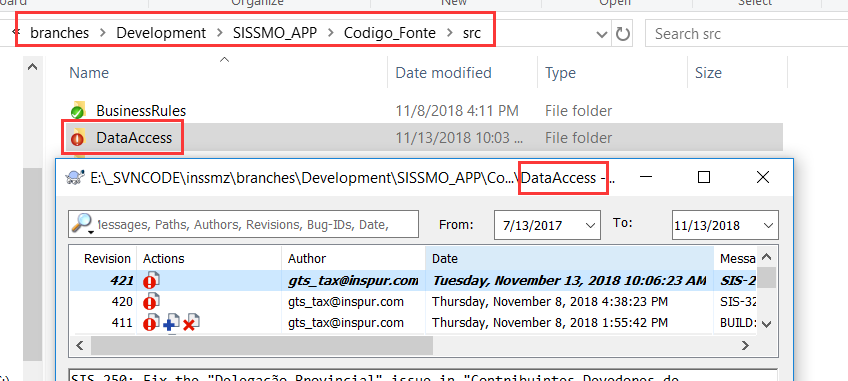 Organize
New
Open
Select
branches > Development > SISSMO_APP > Codigo_Fonte > src
Search src
Name Date modified Type Size
BusinessRules 11/8/2018 4:11 PM File folder
DataAccess 11/13/2018 10:03 ... File folder
E:\_SVNCODE\inssmz\branches\Development\SISSMO_APP\Co...\DataAccess -...
Messages, Paths, Authors, Revisions, Bug-IDs, Date, From: 7/13/2017 To: 11/13/2018
Revision Actions Author Date Messa
421 gts_tax@inspur.com Tuesday, November 13, 2018 10:06:23 AM SIS-2
420 gts_tax@inspur.com Thursday, November 8, 2018 4:38:23 PM SIS-32
411 gts_tax@inspur.com Thursday, November 8, 2018 1:55:42 PM BUILD:
SIS-250: Fix the "Delegação Provincial" issue in "Contribuintes Devedores de